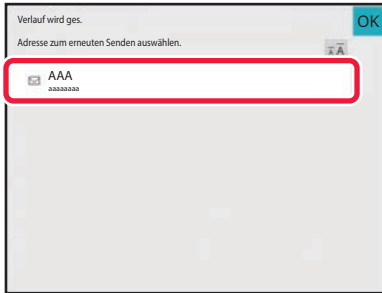 Verlauf wird ges.
OK
Adresse zum erneuten Senden auswählen.
A A
AAA
aaaaaaaa